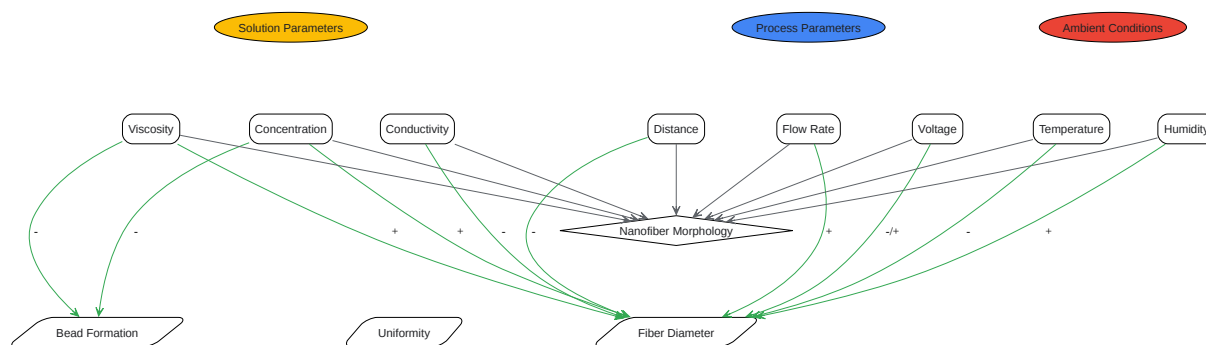 Solution Parameters
Process Parameters
Ambient Conditions
Viscosity
Concentration
Conductivity
Distance
Flow Rate
Voltage
Temperature
Humidity
Nanofiber Morphology
-
-
+
+
-
-
+
-/+
-
+
Bead Formation
Uniformity
Fiber Diameter